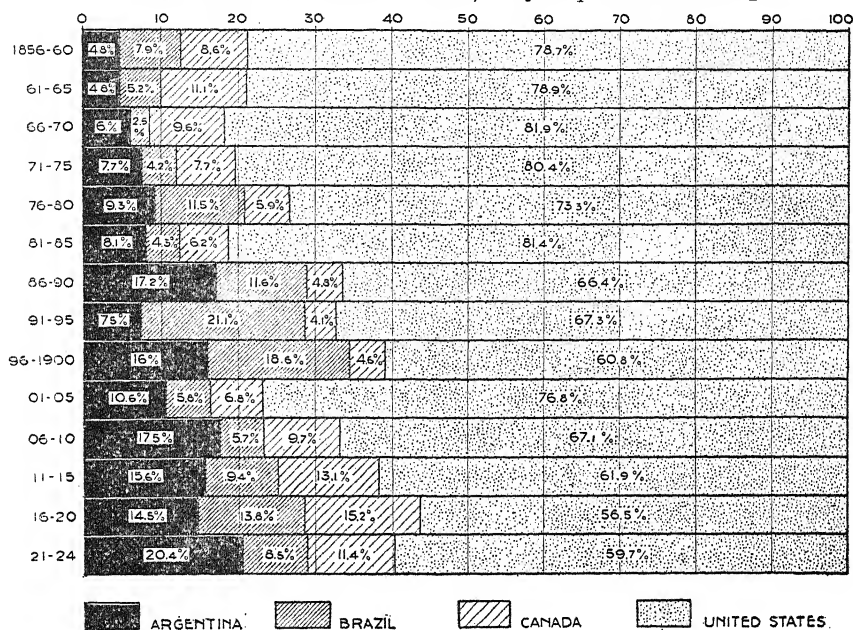 0 10 20 30 40 50 60 70 80 90 100
1856-60 4.8% 7.9% 8.6% 78.7%
61-65 4.8% 5.2% 11.1% 78.9%
66-70 6% 2.5% 9.6% 81.9%
71-75 7.7% 4.2% 7.7% 80.4%
76-80 9.3% 11.5% 5.9% 73.3%
81-85 8.1% 4.3% 6.2% 81.4%
86-90 17.2% 11.6% 4.8% 66.4%
91-95 7.5% 21.1% 4.1% 67.3%
96-1900 16% 18.6% 4.6% 60.8%
01-05 10.6% 5.8% 6.8% 76.8%
06-10 17.5% 5.7% 9.7% 67.1%
11-15 15.6% 9.4% 13.1% 61.9%
16-20 14.5% 13.8% 15.2% 56.5%
21-24 20.4% 8.5% 11.4% 59.7%
ARGENTINA BRAZIL CANADA UNITED STATES